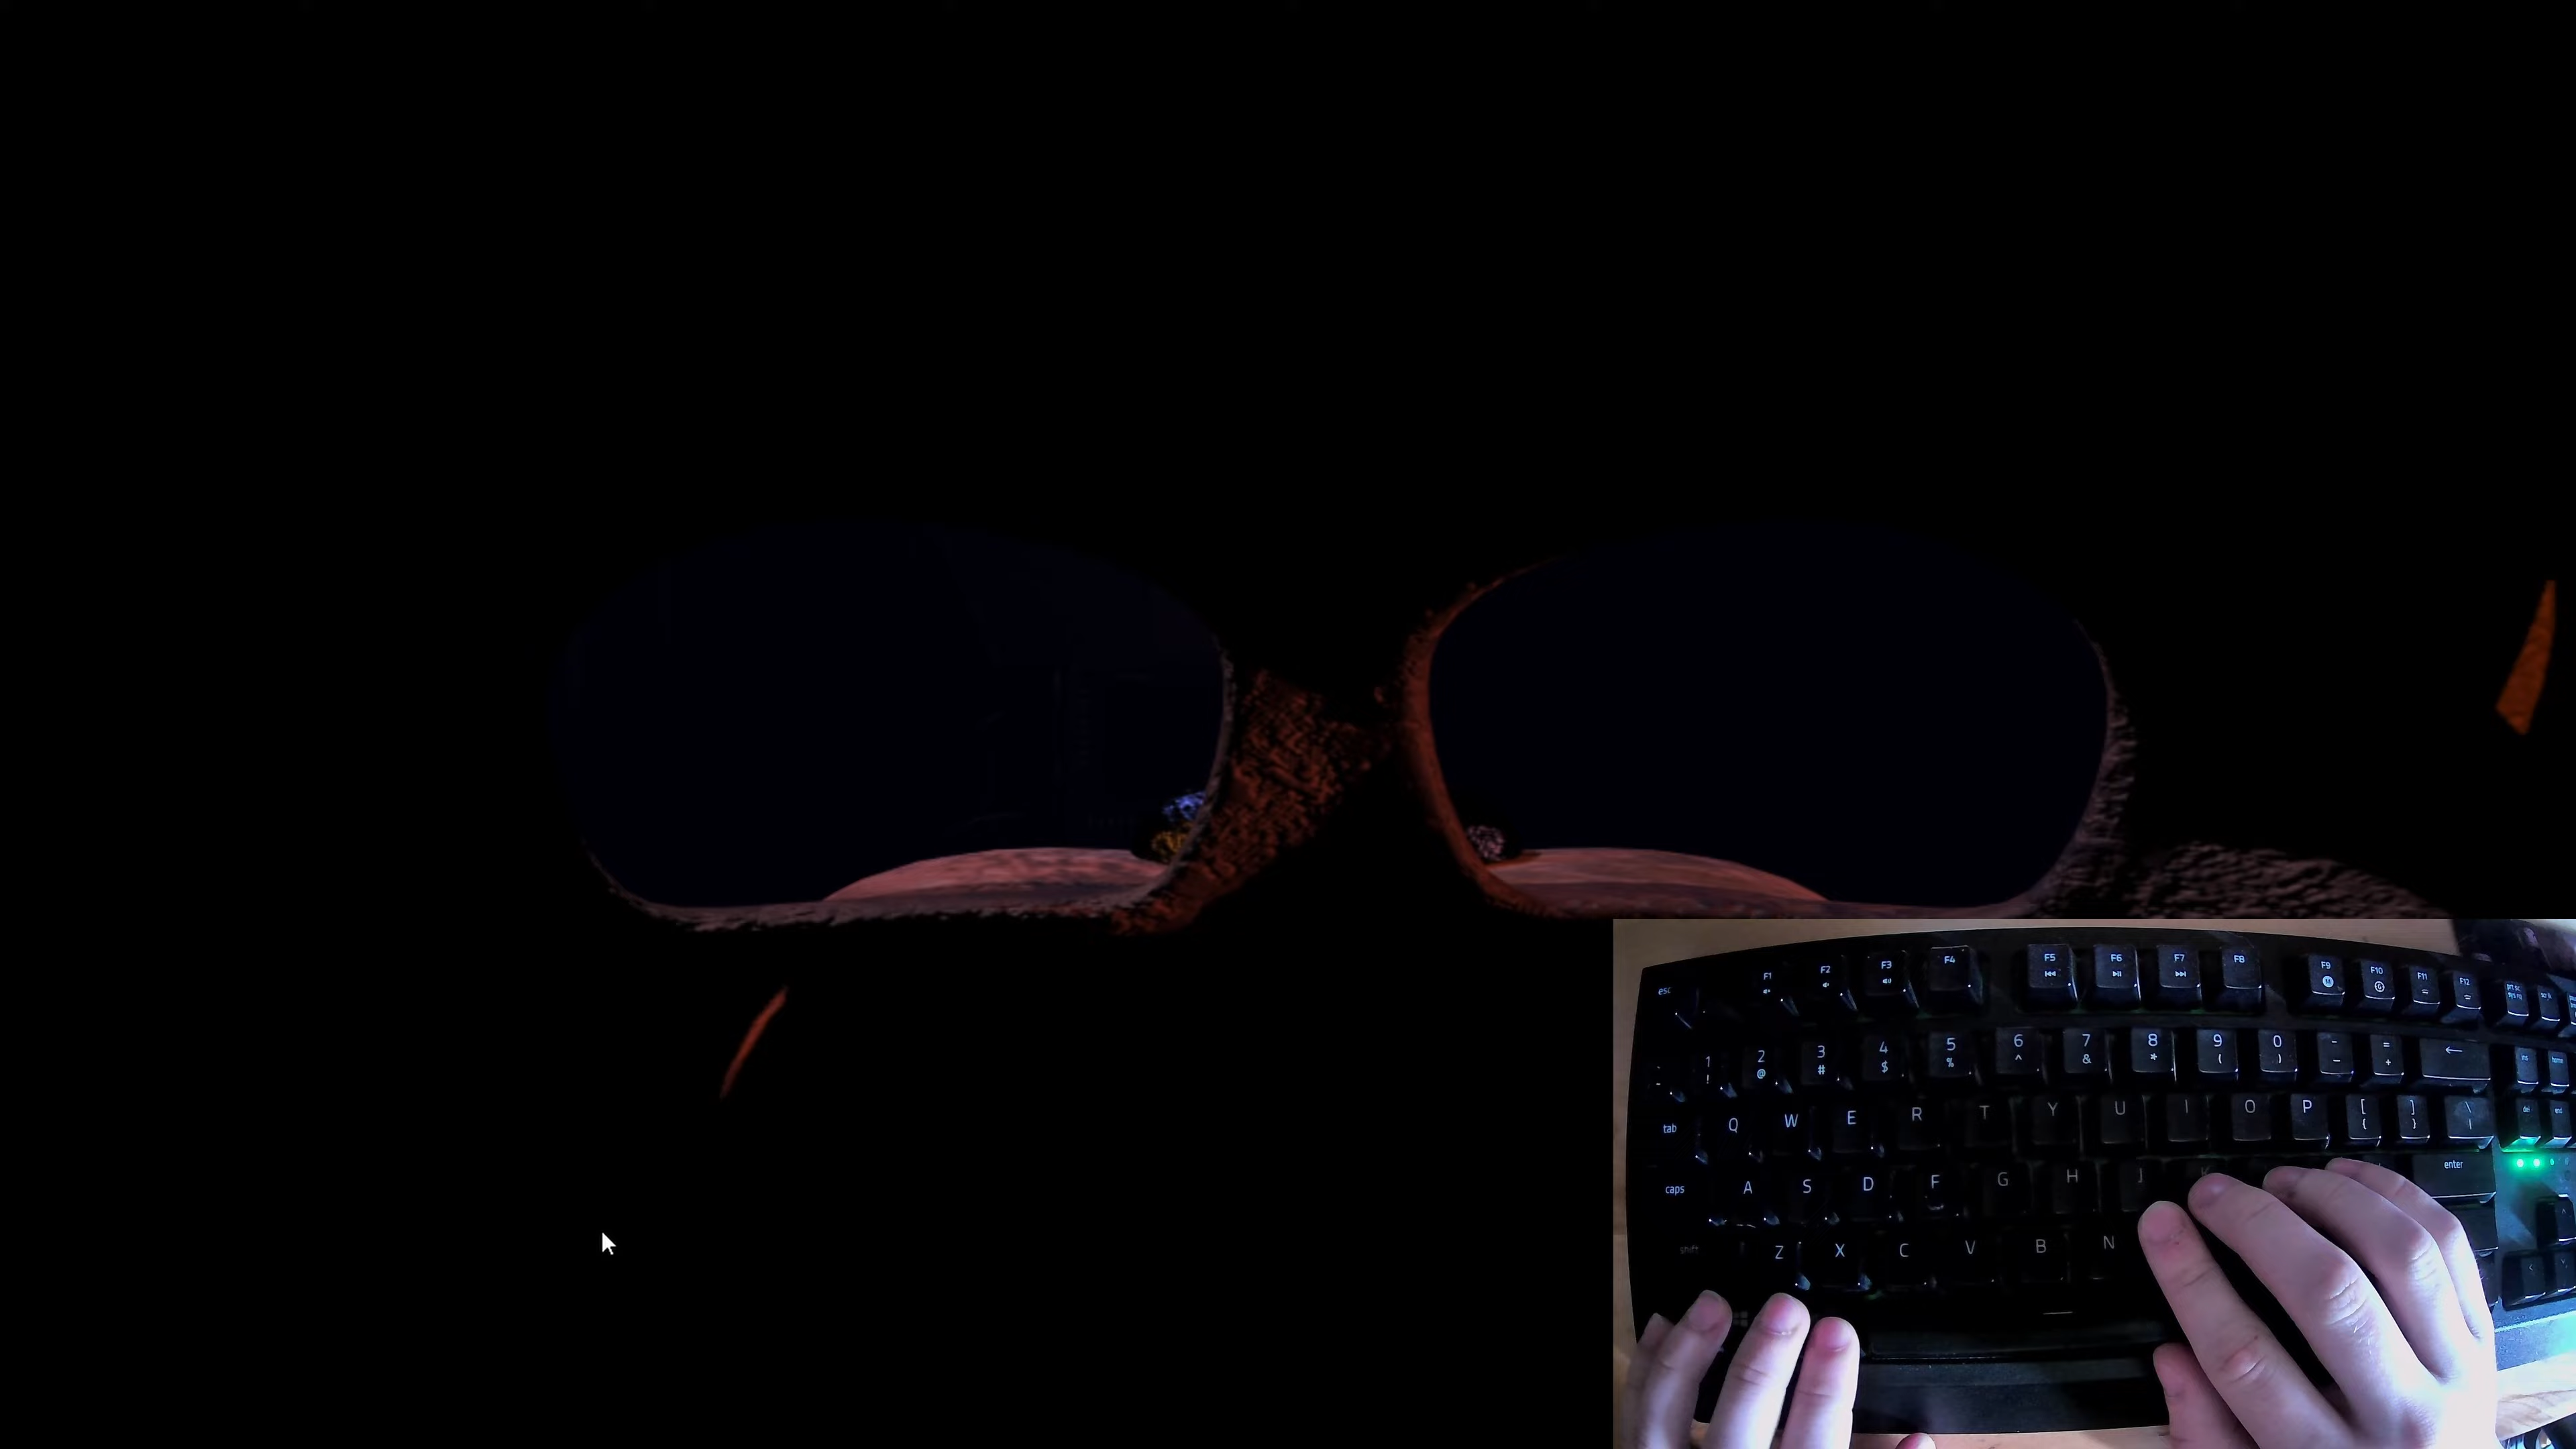 esc F1 F2 F3 F4 F5 F6 F7 F8 F9 F10 F11 F12
1 2 3 4 5 6 7 8 9 0 - =
! @ # $ % ^ & * ( ) _ +
tab Q W E R T Y U I O P [ ] \
{ } |
caps A S D F G H J K enter
shift Z X C V B N